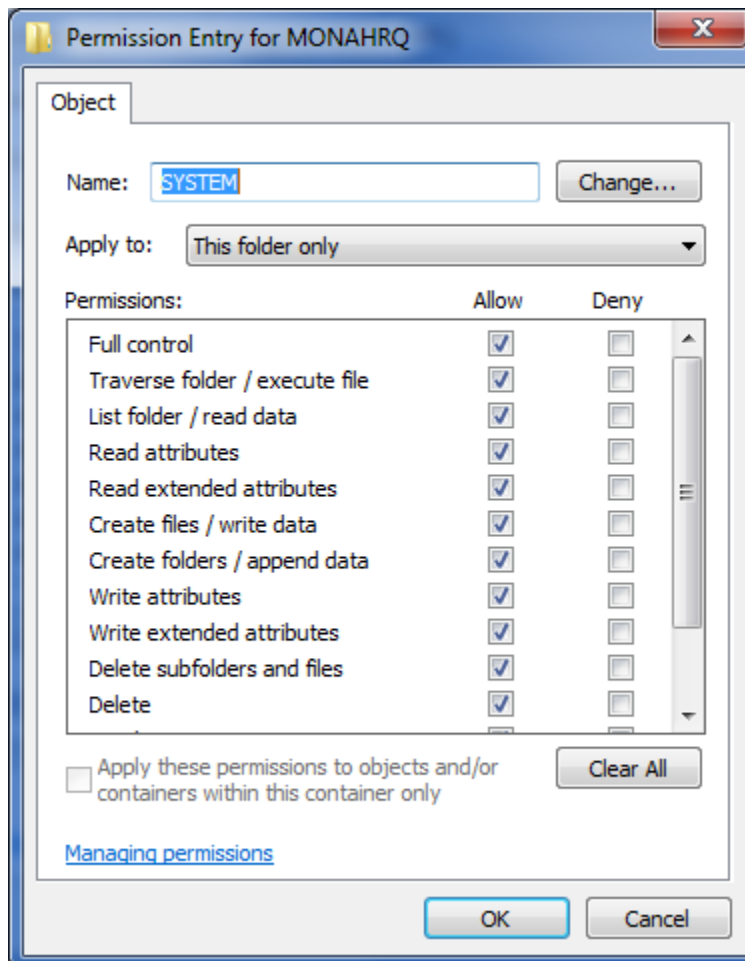 Permission Entry for MONAHRQ
Object
Name: SYSTEM Change...
Apply to: This folder only
Permissions: Allow Deny
Full control
Traverse folder / execute file
List folder / read data
Read attributes
Read extended attributes
Create files / write data
Create folders / append data
Write attributes
Write extended attributes
Delete subfolders and files
Delete
Apply these permissions to objects and/or
containers within this container only
Clear All
Managing permissions
OK Cancel